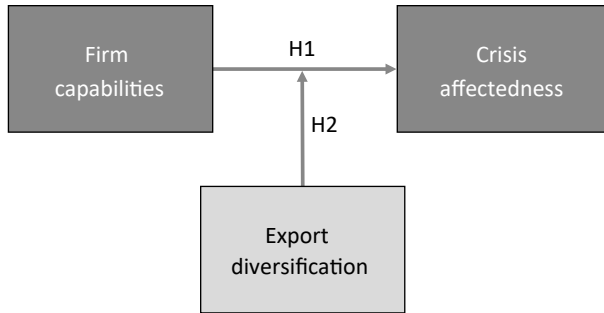 Firm
capabilities
H1
Crisis
affectedness
H2
Export
diversification